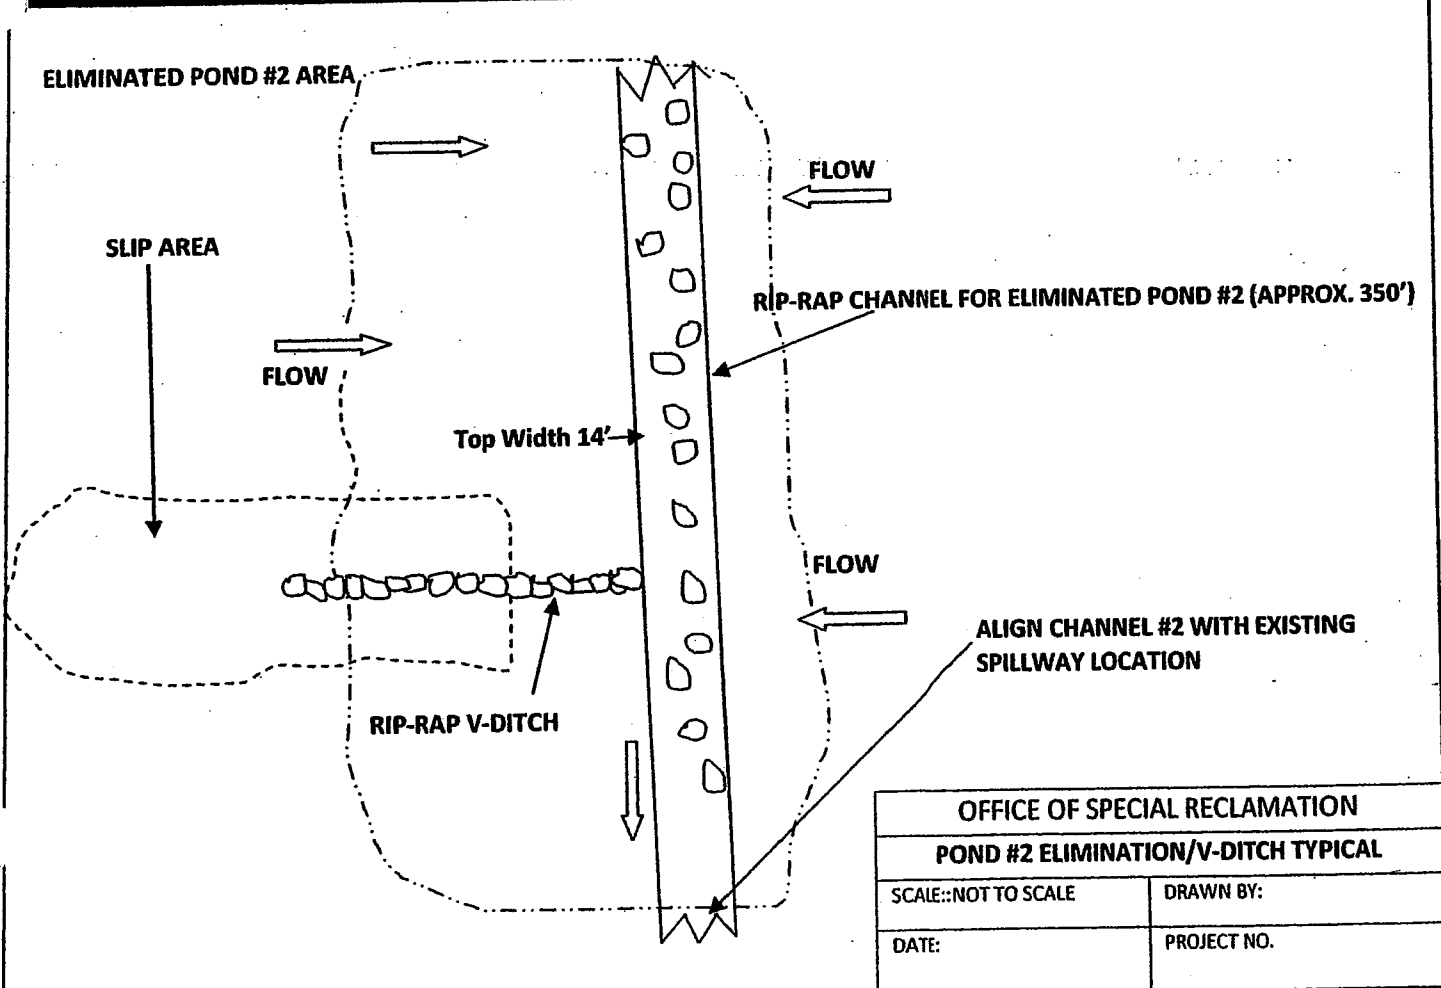 ELIMINATED POND #2 AREA
FLOW
SLIP AREA
RIP-RAP CHANNEL FOR ELIMINATED POND #2 (APPROX. 350')
FLOW
Top Width 14'
FLOW
ALIGN CHANNEL #2 WITH EXISTING
SPILLWAY LOCATION
RIP-RAP V-DITCH
OFFICE OF SPECIAL RECLAMATION
POND #2 ELIMINATION/V-DITCH TYPICAL
SCALE::NOT TO SCALE
DRAWN BY:
DATE:
PROJECT NO.